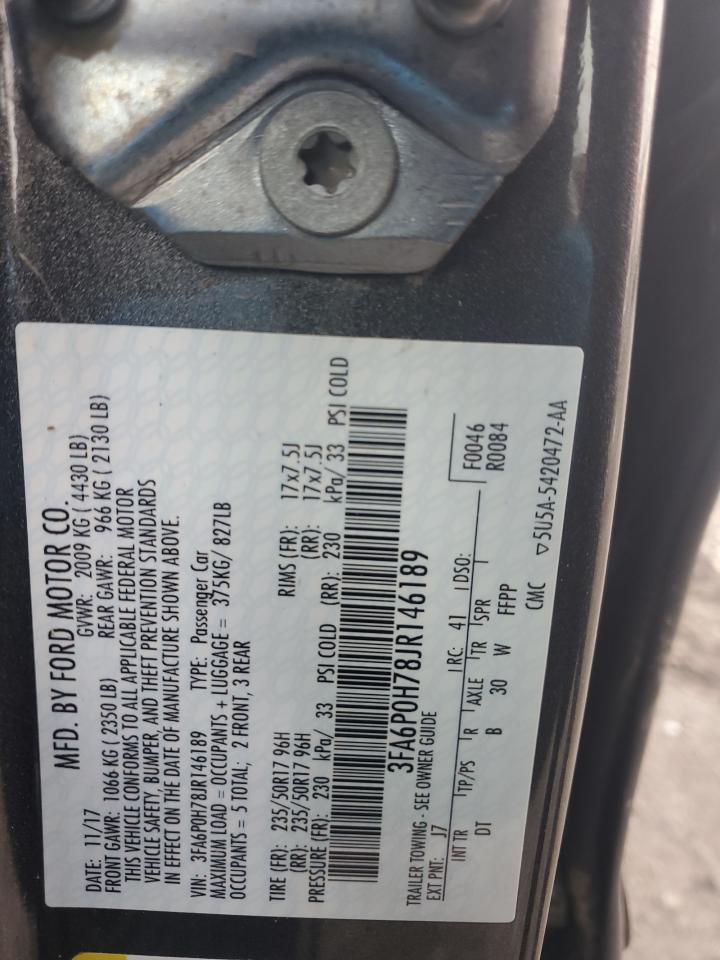 MFD. BY FORD MOTOR CO.
DATE: 11/17 GVWR: 2009 KG ( 4430 LB)
FRONT GAWR: 1066 KG ( 2350 LB) REAR GAWR: 966 KG ( 2130 LB)
THIS VEHICLE CONFORMS TO ALL APPLICABLE FEDERAL MOTOR
VEHICLE SAFETY, BUMPER, AND THEFT PREVENTION STANDARDS
IN EFFECT ON THE DATE OF MANUFACTURE SHOWN ABOVE.
VIN: 3FA6P0H78JR146189 TYPE: Passenger Car
MAXIMUM LOAD = OCCUPANTS + LUGGAGE = 375KG/ 827LB
OCCUPANTS = 5 TOTAL; 2 FRONT, 3 REAR
TIRE (FR): 235/50R17 96H RIMS (FR): 17x7.5J
(RR): 235/50R17 96H (RR): 17x7.5J
PRESSURE (FR): 230 kPa/ 33 PSI COLD (RR): 230 kPa/ 33 PSI COLD
3FA6P0H78JR146189
TRAILER TOWING - SEE OWNER GUIDE F0046
EXT PNT: J7 RC: 41 DSO: R0084
INT TR TP/PS R AXLE TR SPR
DT B 30 W FFPP
CMC ▽5U5A-5420472-AA